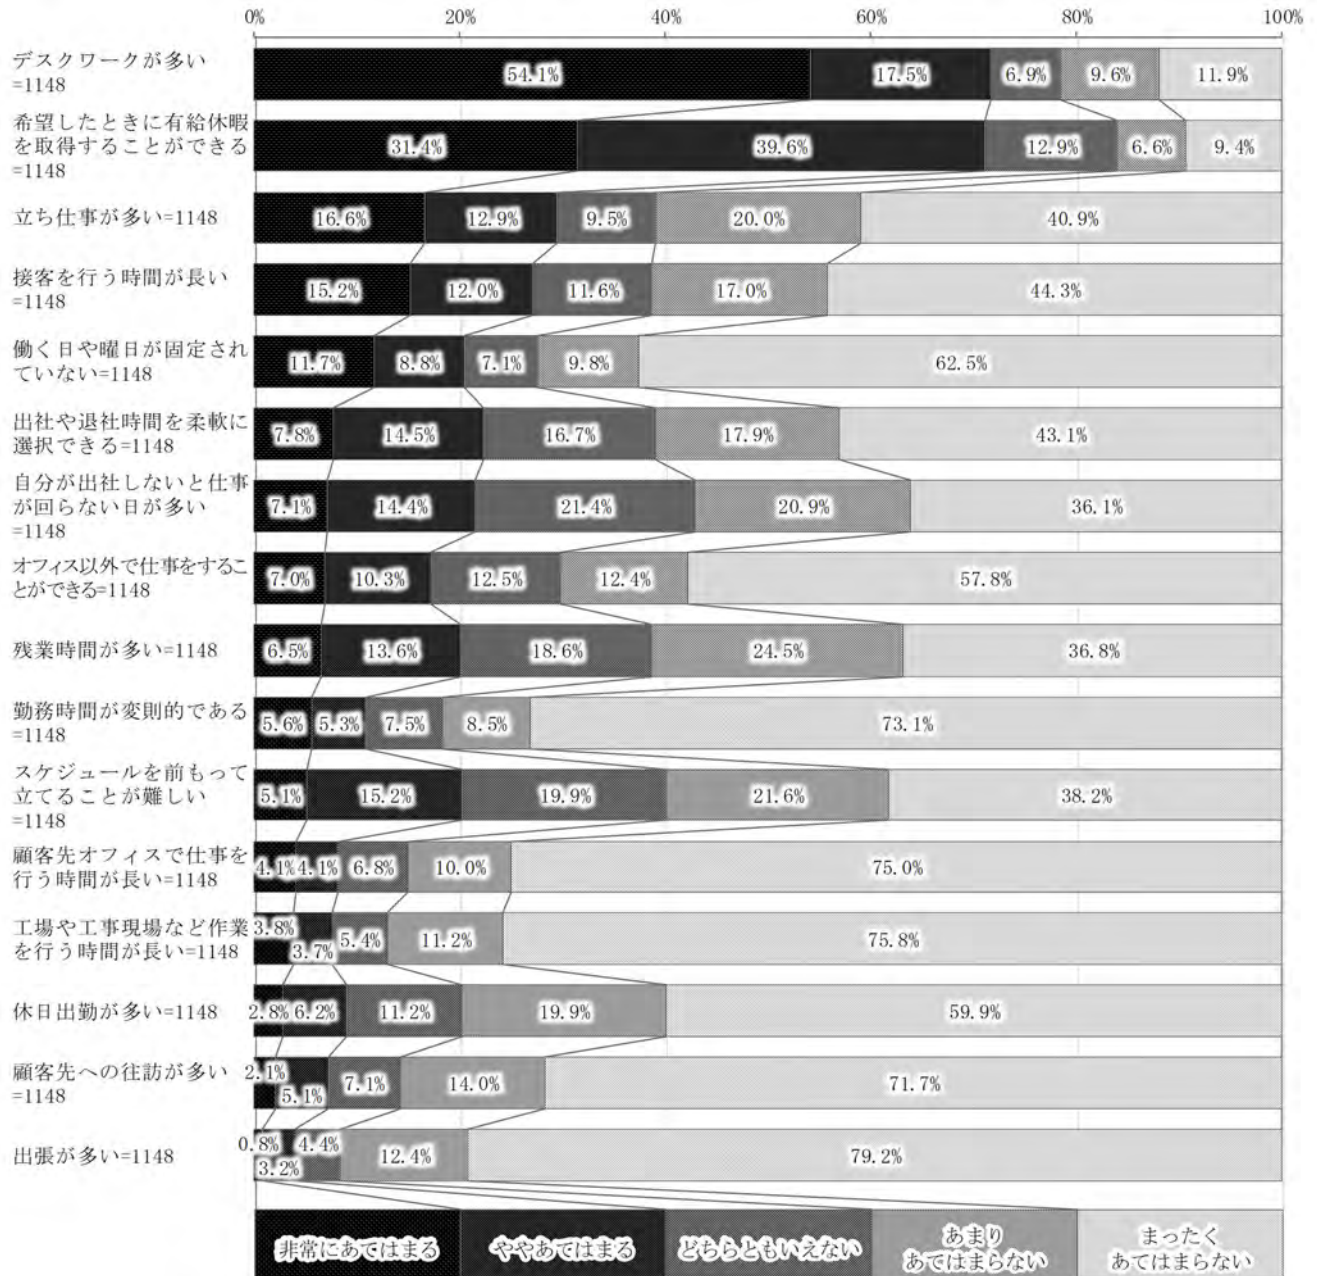 0% 20% 40% 60% 80% 100%
デスクワークが多い
=1148
54.1% 17.5% 6.9% 9.6% 11.9%
希望したときに有給休暇
を取得することができる
=1148
31.4% 39.6% 12.9% 6.6% 9.4%
立ち仕事が多い=1148
16.6% 12.9% 9.5% 20.0% 40.9%
接客を行う時間が長い
=1148
15.2% 12.0% 11.6% 17.0% 44.3%
働く日や曜日が固定され
ていない=1148
11.7% 8.8% 7.1% 9.8% 62.5%
出社や退社時間を柔軟に
選択できる=1148
7.8% 14.5% 16.7% 17.9% 43.1%
自分が出社しないと仕事
が回らない日が多い
=1148
7.1% 14.4% 21.4% 20.9% 36.1%
オフィス以外で仕事をするこ
とができる=1148
7.0% 10.3% 12.5% 12.4% 57.8%
残業時間が多い=1148
6.5% 13.6% 18.6% 24.5% 36.8%
勤務時間が変則的である
=1148
5.6% 5.3% 7.5% 8.5% 73.1%
スケジュールを前もって
立てることが難しい
=1148
5.1% 15.2% 19.9% 21.6% 38.2%
顧客先オフィスで仕事を
行う時間が長い=1148
4.1% 4.1% 6.8% 10.0% 75.0%
工場や工事現場など作業
を行う時間が長い=1148
3.8% 3.7% 5.4% 11.2% 75.8%
休日出勤が多い=1148
2.8% 6.2% 11.2% 19.9% 59.9%
顧客先への往訪が多い
=1148
2.1% 5.1% 7.1% 14.0% 71.7%
出張が多い=1148
0.8% 3.2% 4.4% 12.4% 79.2%
非常にあてはまる
ややあてはまる
どちらともいえない
あまり
あてはまらない
まったく
あてはまらない